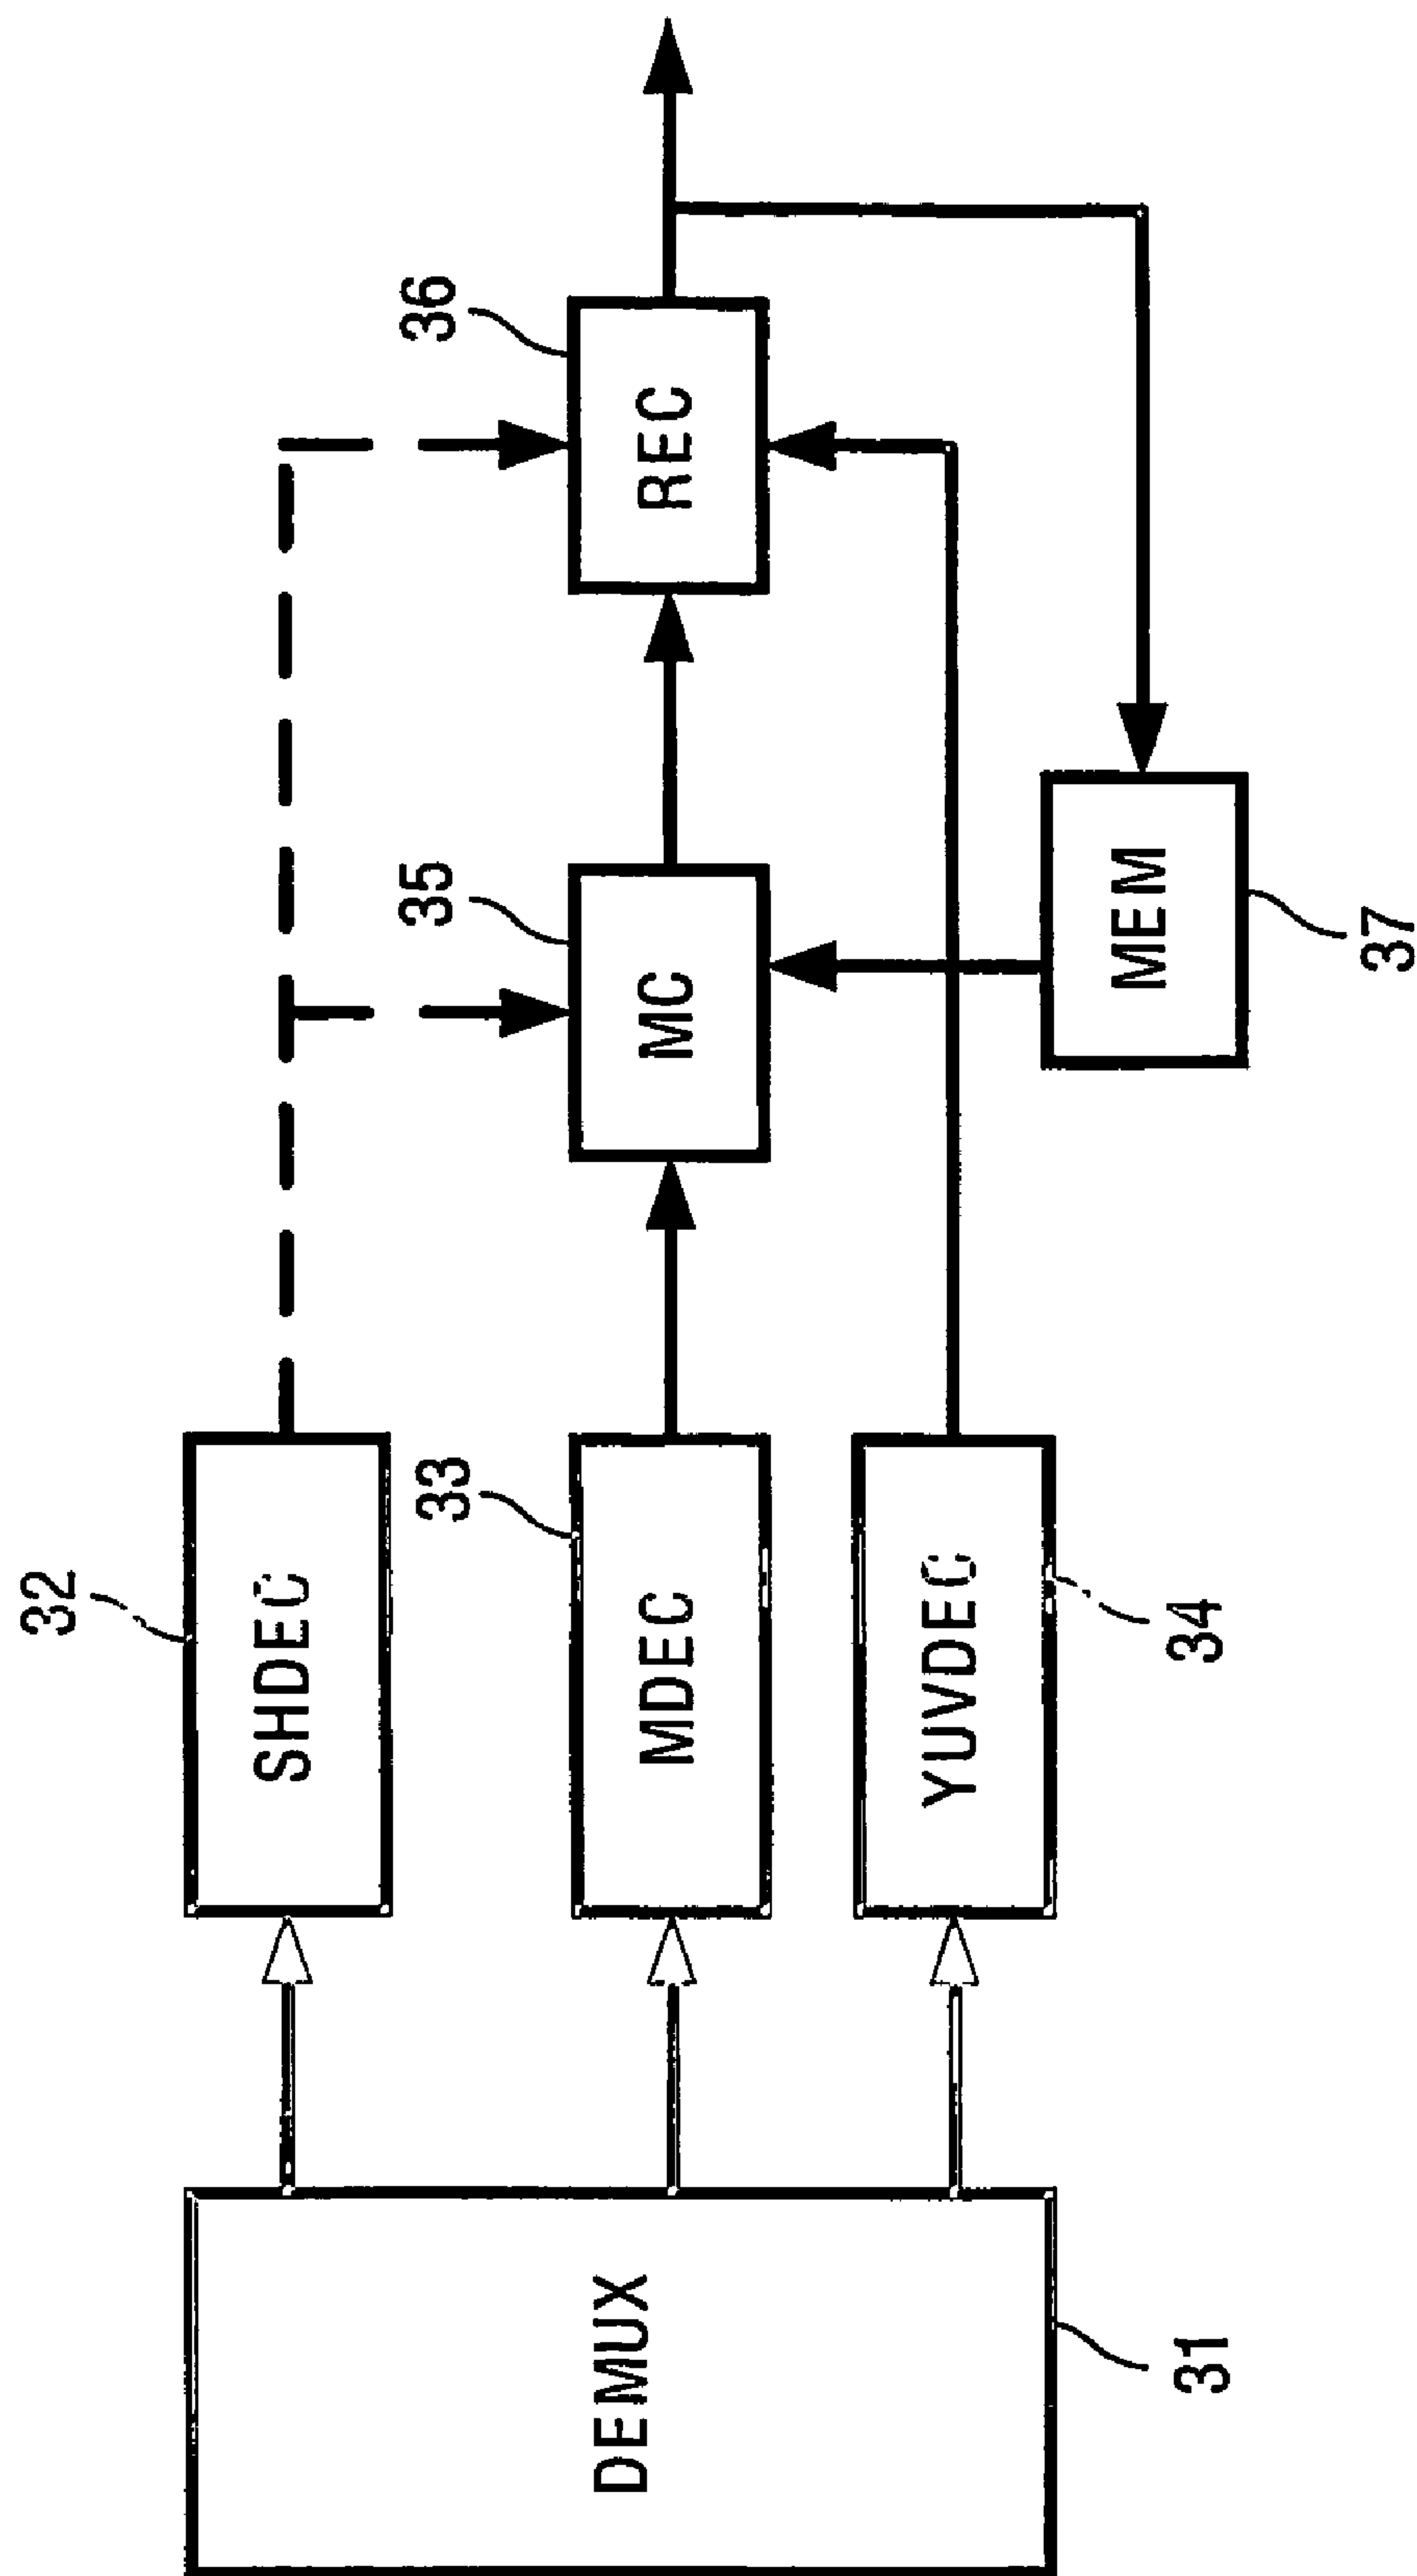 DEMUX
31
SHDEC
32
MDEC
33
YUVDEC
34
MC
35
REC
36
MEM
37